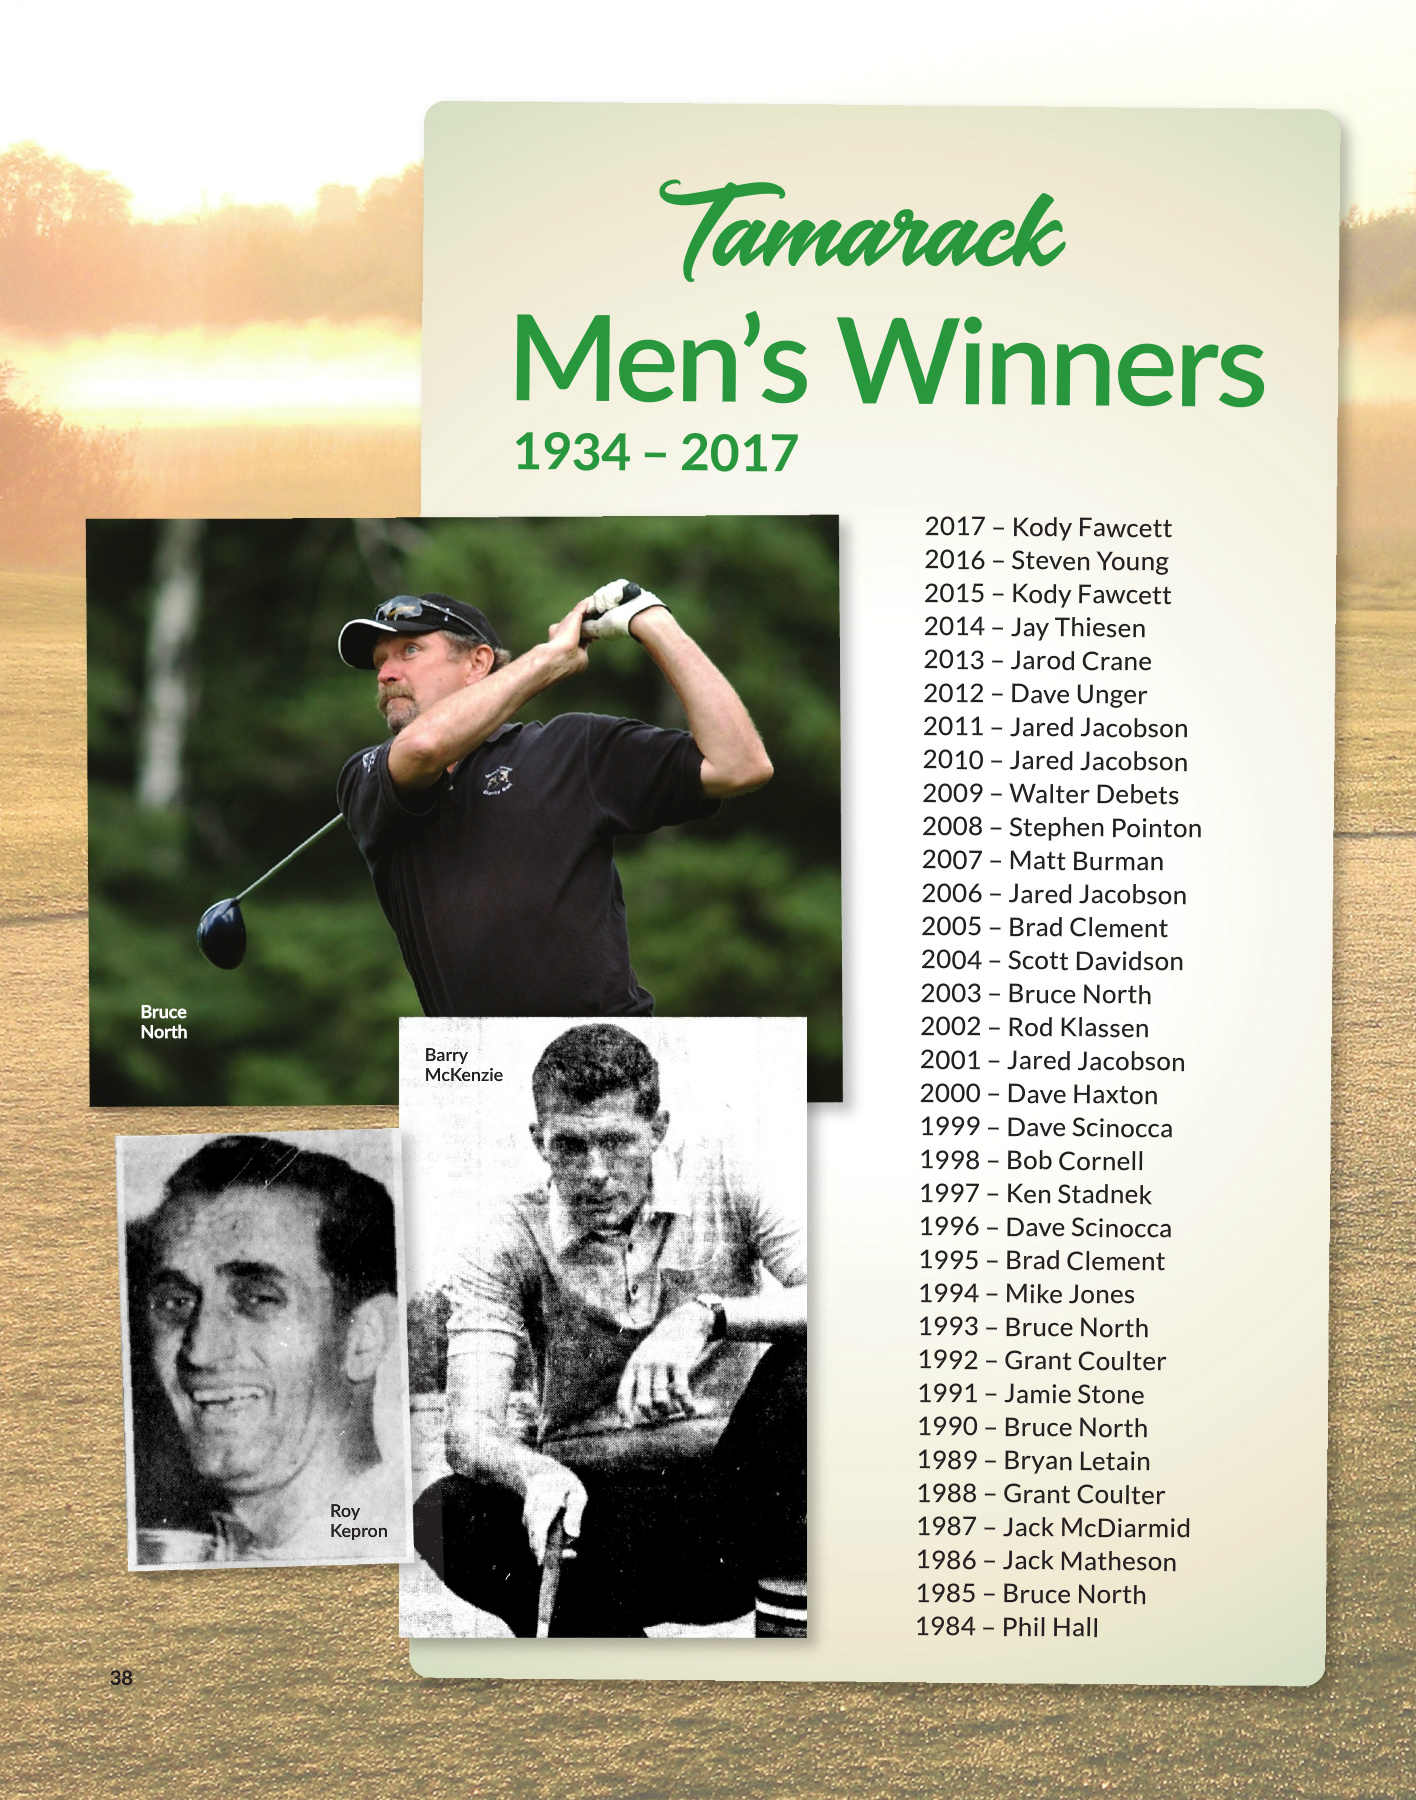 Tamarack
Men's Winners
1934 – 2017
2017 – Kody Fawcett
2016 – Steven Young
2015 – Kody Fawcett
2014 – Jay Thiesen
2013 – Jarod Crane
2012 – Dave Unger
2011 – Jared Jacobson
2010 – Jared Jacobson
2009 – Walter Debets
2008 – Stephen Pointon
2007 – Matt Burman
2006 – Jared Jacobson
2005 – Brad Clement
2004 – Scott Davidson
2003 – Bruce North
2002 – Rod Klassen
2001 – Jared Jacobson
2000 – Dave Haxton
1999 – Dave Scinocca
1998 – Bob Cornell
1997 – Ken Stadnek
1996 – Dave Scinocca
1995 – Brad Clement
1994 – Mike Jones
1993 – Bruce North
1992 – Grant Coulter
1991 – Jamie Stone
1990 – Bruce North
1989 – Bryan Letain
1988 – Grant Coulter
1987 – Jack McDiarmid
1986 – Jack Matheson
1985 – Bruce North
1984 – Phil Hall
Bruce
North
Barry
McKenzie
Roy
Kepron
38